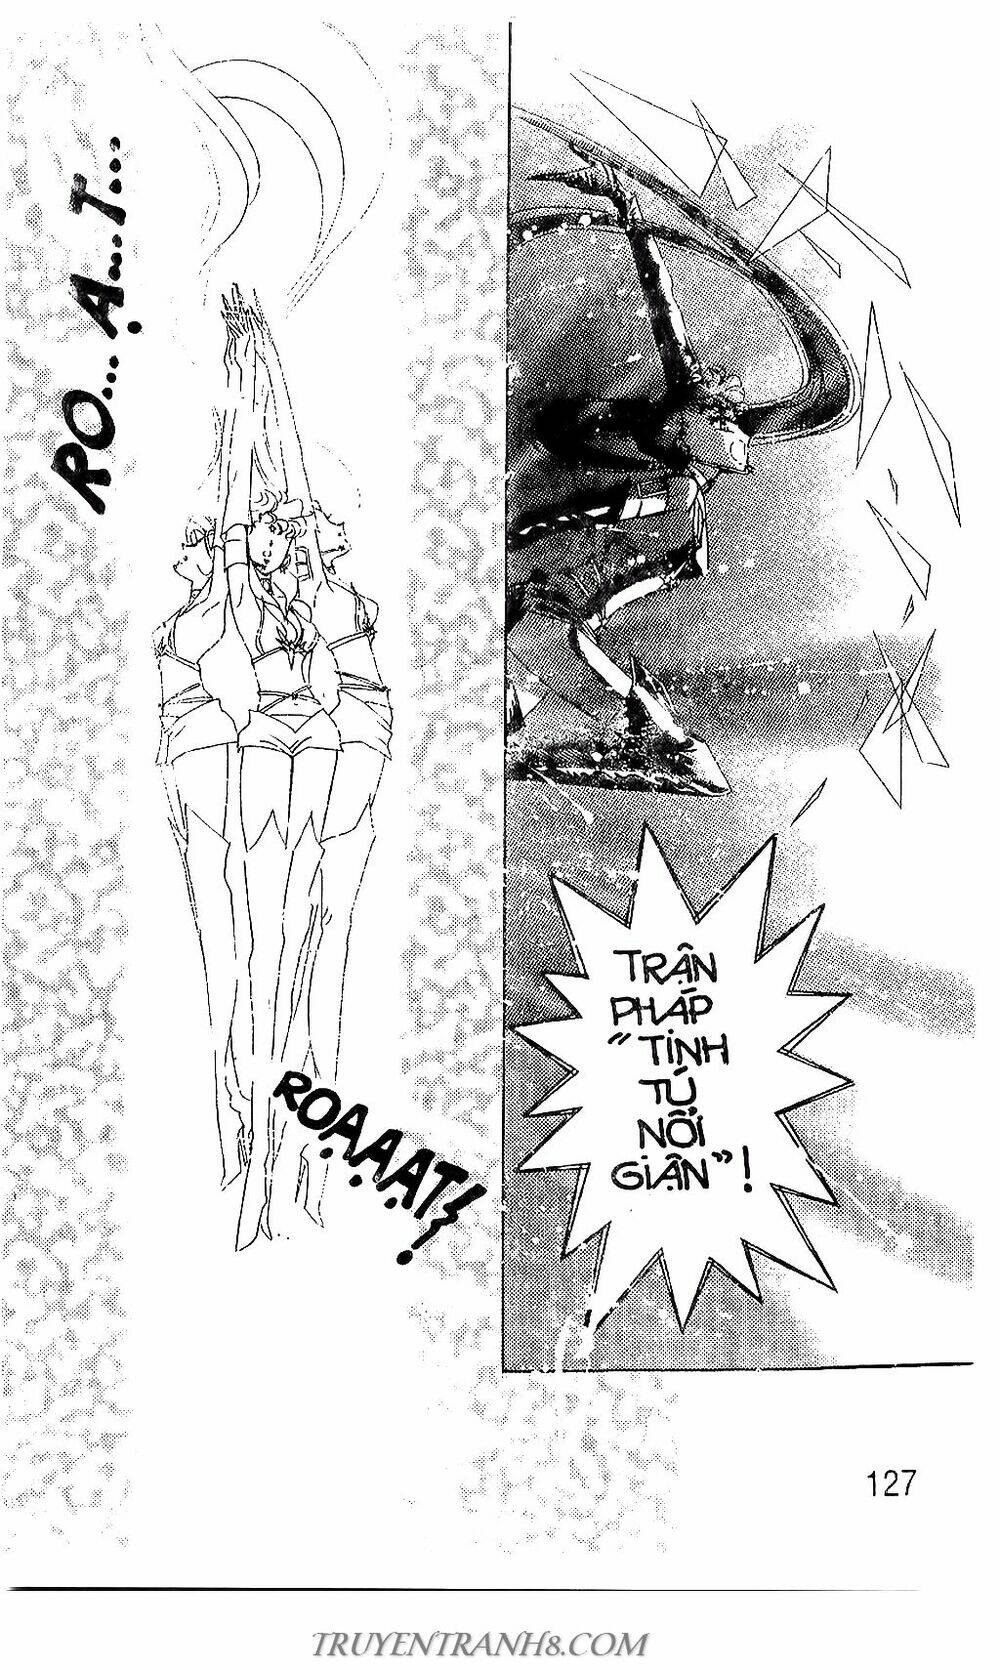 RO... Ạ...T...
TRẬN
PHÁP
"TINH
TÚ
NỔI
GIẬN"!
ROẠẠẠT!
127
TRUYENTRANH8.COM